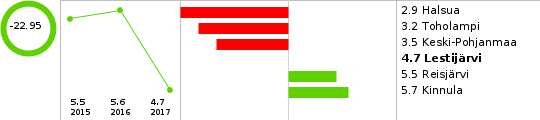 -22.95
5.5 5.6 4.7
2015 2016 2017
2.9 Halsua
3.2 Toholampi
3.5 Keski-Pohjanmaa
4.7 Lestijärvi
5.5 Reisjärvi
5.7 Kinnula